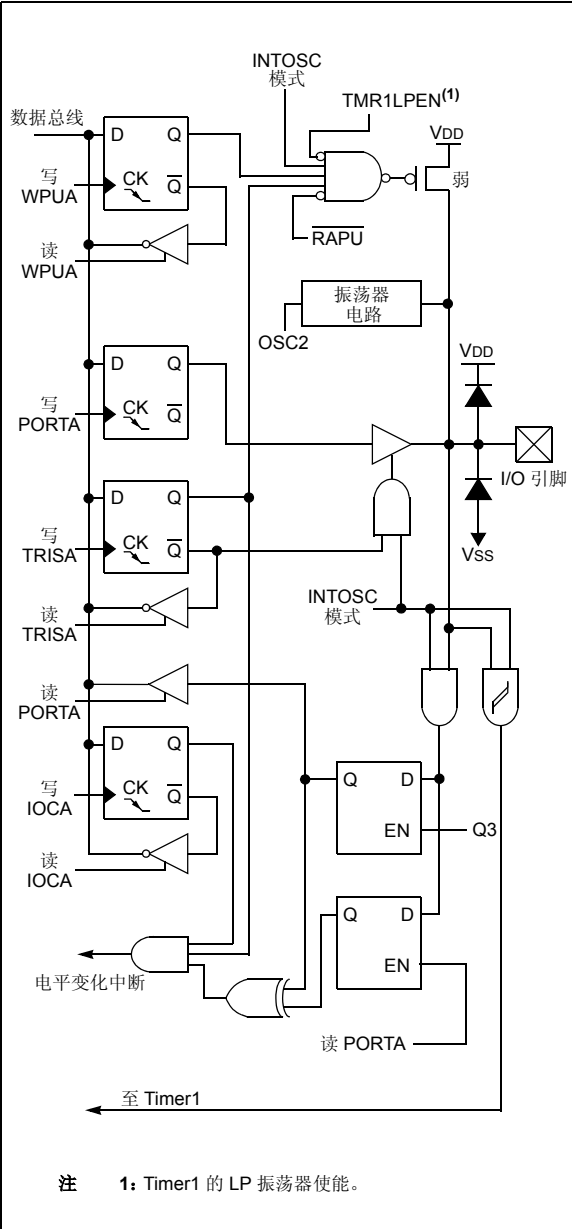 INTOSC
模式
TMR1LPEN(1)
数据总线
D Q
VDD
写
WPUA
CK Q
弱
读
WPUA
RAPU
振荡器
电路
OSC2
VDD
D Q
写
PORTA
CK Q
I/O 引脚
D Q
写
TRISA
CK Q
VSS
INTOSC
模式
读
TRISA
读
PORTA
D Q
写
IOCA
CK Q
Q D
EN
Q3
读
IOCA
Q D
EN
电平变化中断
读 PORTA
至 Timer1
注 1: Timer1 的 LP 振荡器使能。